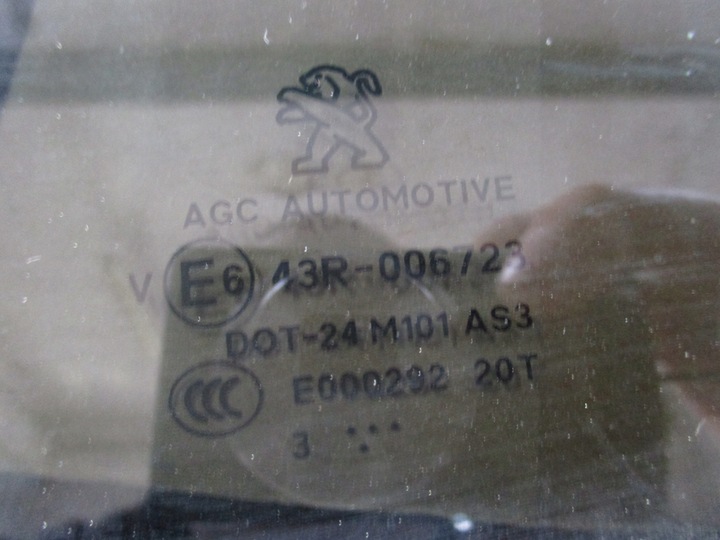 AGC AUTOMOTIVE
V E6 43R-006723
DOT-24 M101 AS3
CCC E000292 20T
3